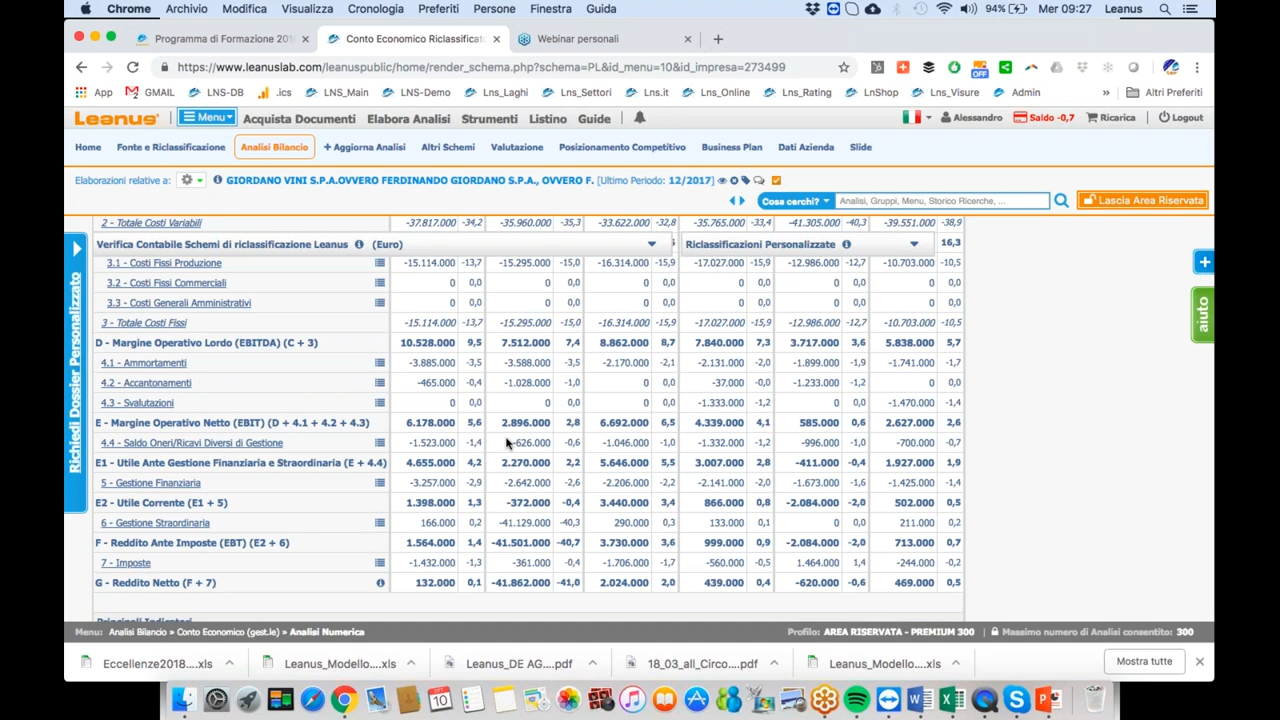 Chrome Archivio Modifica Visualizza Cronologia Preferiti Persone Finestra Guida 94% Mer 09:27 Leanus
Programma di Formazione 201 × Conto Economico Riclassificat × Webinar personali × +
https://www.leanuslab.com/leanuspublic/home/render_schema.php?schema=PL&id_menu=10&id_impresa=273499
OFF
App GMAIL LNS-DB .ics LNS_Main LNS-Demo Lns_Laghi Lns_Settori Lns.it Lns_Online Lns_Rating LnShop Lns_Visure Admin » Altri Preferiti
Leanus Menu Acquista Documenti Elabora Analisi Strumenti Listino Guide Alessandro Saldo -0,7 Ricarica Logout
Home Fonte e Riclassificazione Analisi Bilancio + Aggiorna Analisi Altri Schemi Valutazione Posizionamento Competitivo Business Plan Dati Azienda Slide
Elaborazioni relative a: GIORDANO VINI S.P.A.OVVERO FERDINANDO GIORDANO S.P.A., OVVERO F. [Ultimo Periodo: 12/2017]
Cosa cerchi? Analisi, Gruppi, Menu, Storico Ricerche, ... Lascia Area Riservata
2 - Totale Costi Variabili -37.817.000 -34,2 -35.960.000 -35,3 -33.622.000 -32,8 -35.765.000 -33,4 -41.305.000 -40,3 -39.551.000 -38,9
Verifica Contabile Schemi di riclassificazione Leanus (Euro) Riclassificazioni Personalizzate 16,3
3.1 - Costi Fissi Produzione -15.114.000 -13,7 -15.295.000 -15,0 -16.314.000 -15,9 -17.027.000 -15,9 -12.986.000 -12,7 -10.703.000 -10,5
3.2 - Costi Fissi Commerciali 0 0,0 0 0,0 0 0,0 0 0,0 0 0,0 0 0,0
3.3 - Costi Generali Amministrativi 0 0,0 0 0,0 0 0,0 0 0,0 0 0,0 0 0,0
3 - Totale Costi Fissi -15.114.000 -13,7 -15.295.000 -15,0 -16.314.000 -15,9 -17.027.000 -15,9 -12.986.000 -12,7 -10.703.000 -10,5
D - Margine Operativo Lordo (EBITDA) (C + 3) 10.528.000 9,5 7.512.000 7,4 8.862.000 8,7 7.840.000 7,3 3.717.000 3,6 5.838.000 5,7
4.1 - Ammortamenti -3.885.000 -3,5 -3.588.000 -3,5 -2.170.000 -2,1 -2.131.000 -2,0 -1.899.000 -1,9 -1.741.000 -1,7
4.2 - Accantonamenti -465.000 -0,4 -1.028.000 -1,0 0 0,0 -37.000 -0,0 -1.233.000 -1,2 0 0,0
4.3 - Svalutazioni 0 0,0 0 0,0 0 0,0 -1.333.000 -1,2 0 0,0 -1.470.000 -1,4
E - Margine Operativo Netto (EBIT) (D + 4.1 + 4.2 + 4.3) 6.178.000 5,6 2.896.000 2,8 6.692.000 6,5 4.339.000 4,1 585.000 0,6 2.627.000 2,6
4.4 - Saldo Oneri/Ricavi Diversi di Gestione -1.523.000 -1,4 -626.000 -0,6 -1.046.000 -1,0 -1.332.000 -1,2 -996.000 -1,0 -700.000 -0,7
E1 - Utile Ante Gestione Finanziaria e Straordinaria (E + 4.4) 4.655.000 4,2 2.270.000 2,2 5.646.000 5,5 3.007.000 2,8 -411.000 -0,4 1.927.000 1,9
5 - Gestione Finanziaria -3.257.000 -2,9 -2.642.000 -2,6 -2.206.000 -2,2 -2.141.000 -2,0 -1.673.000 -1,6 -1.425.000 -1,4
E2 - Utile Corrente (E1 + 5) 1.398.000 1,3 -372.000 -0,4 3.440.000 3,4 866.000 0,8 -2.084.000 -2,0 502.000 0,5
6 - Gestione Straordinaria 166.000 0,2 -41.129.000 -40,3 290.000 0,3 133.000 0,1 0 0,0 211.000 0,2
F - Reddito Ante Imposte (EBT) (E2 + 6) 1.564.000 1,4 -41.501.000 -40,7 3.730.000 3,6 999.000 0,9 -2.084.000 -2,0 713.000 0,7
7 - Imposte -1.432.000 -1,3 -361.000 -0,4 -1.706.000 -1,7 -560.000 -0,5 1.464.000 1,4 -244.000 -0,2
G - Reddito Netto (F + 7) 132.000 0,1 -41.862.000 -41,0 2.024.000 2,0 439.000 0,4 -620.000 -0,6 469.000 0,5
Principali Indicatori
Richiedi Dossier Personalizzato
aiuto
Menu: Analisi Bilancio » Conto Economico (gest.le) » Analisi Numerica Profilo: AREA RISERVATA - PREMIUM 300 | Massimo numero di Analisi consentito: 300
Eccellenze2018....xls Leanus_Modello....xls Leanus_DE AG....pdf 18_03_all_Circo....pdf Leanus_Modello....xls Mostra tutte
10